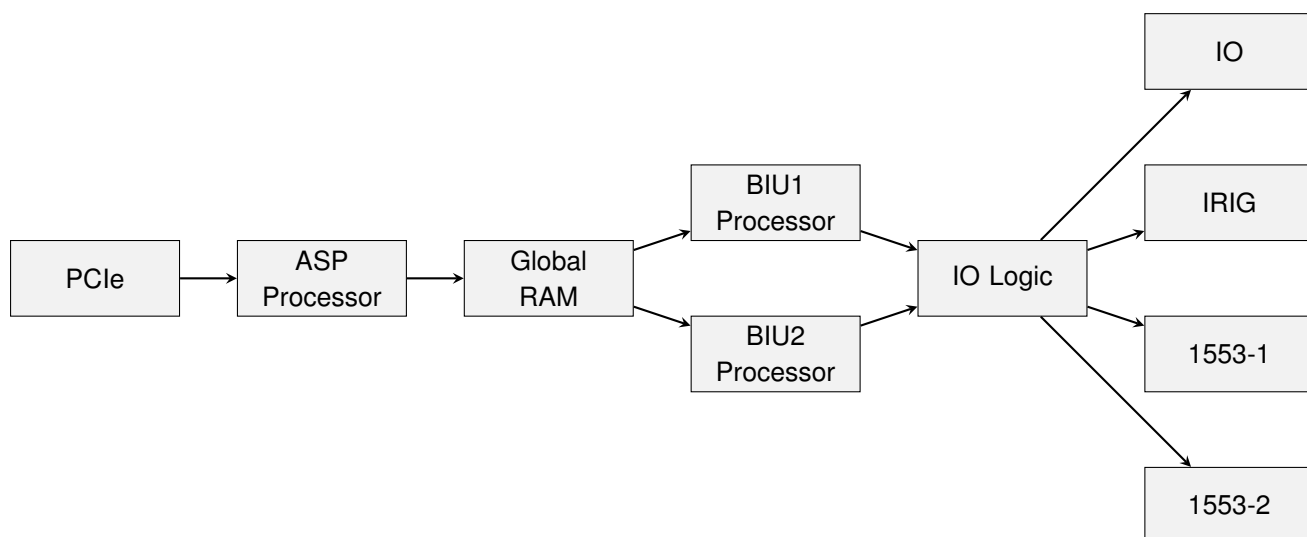 IO
BIU1
Processor
IRIG
PCIe
ASP
Processor
Global
RAM
IO Logic
BIU2
Processor
1553-1
1553-2